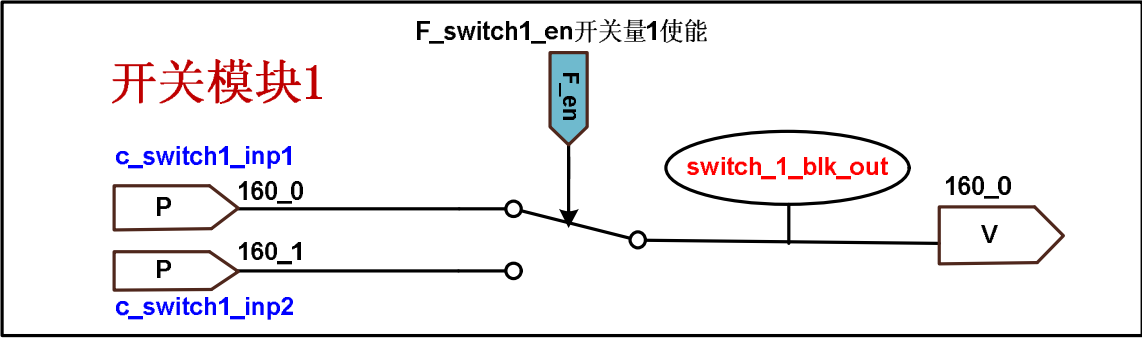 F_switch1_en开关量1使能
开关模块1
F_en
c_switch1_inp1
P
160_0
switch_1_blk_out
160_0
V
P
160_1
c_switch1_inp2